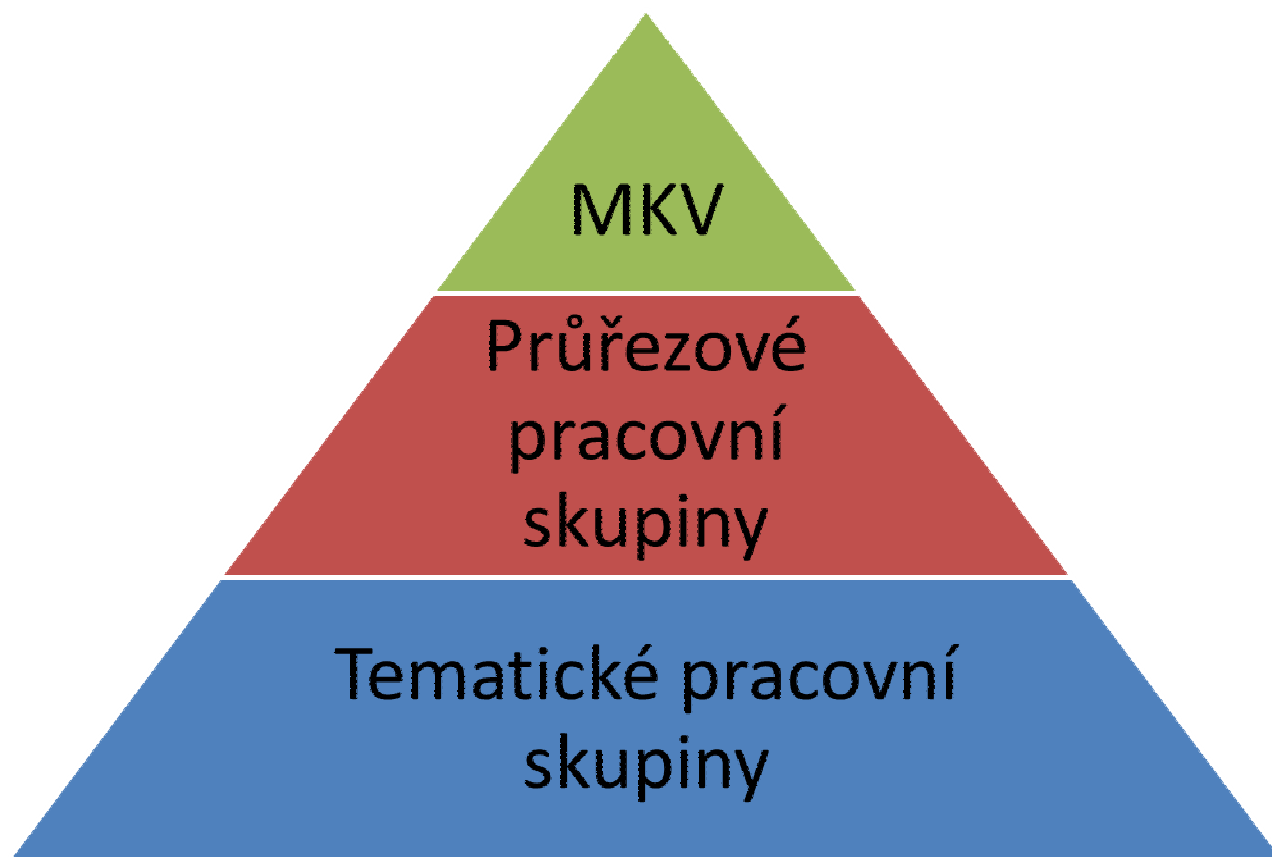 MKV
Průřezové
pracovní
skupiny
Tematické pracovní
skupiny